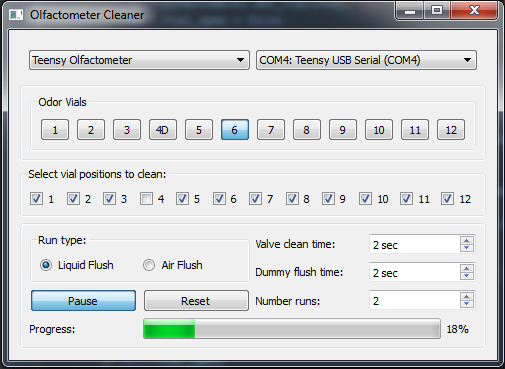 Olfactometer Cleaner
Teensy Olfactometer COM4: Teensy USB Serial (COM4)
Odor Vials
1 2 3 4D 5 6 7 8 9 10 11 12
Select vial positions to clean:
1 2 3 4 5 6 7 8 9 10 11 12
Run type:
Liquid Flush Air Flush
Valve clean time: 2 sec
Dummy flush time: 2 sec
Number runs: 2
Pause Reset
Progress: 18%